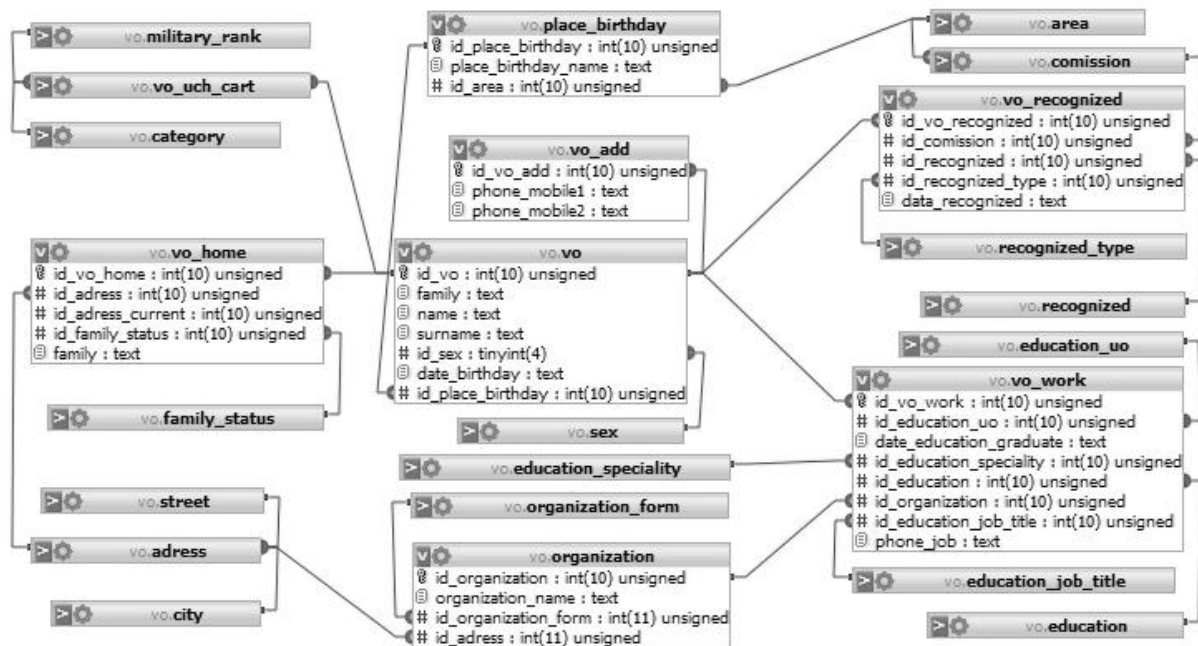 vo.military_rank
vo.vo_uch_cart
vo.category
vo.place_birthday
id_place_birthday : int(10) unsigned
place_birthday_name : text
# id_area : int(10) unsigned
vo.area
vo.comission
vo.vo_recognized
id_vo_recognized : int(10) unsigned
# id_comission : int(10) unsigned
# id_recognized : int(10) unsigned
# id_recognized_type : int(10) unsigned
data_recognized : text
vo.recognized_type
vo.vo_add
id_vo_add : int(10) unsigned
phone_mobile1 : text
phone_mobile2 : text
vo.vo_home
id_vo_home : int(10) unsigned
# id_adress : int(10) unsigned
# id_adress_current : int(10) unsigned
# id_family_status : int(10) unsigned
family : text
vo.family_status
vo.vo
id_vo : int(10) unsigned
family : text
name : text
surname : text
# id_sex : tinyint(4)
date_birthday : text
# id_place_birthday : int(10) unsigned
vo.sex
vo.recognized
vo.education_uo
vo.vo_work
id_vo_work : int(10) unsigned
# id_education_uo : int(10) unsigned
date_education_graduate : text
# id_education_speciality : int(10) unsigned
# id_education : int(10) unsigned
# id_organization : int(10) unsigned
# id_education_job_title : int(10) unsigned
phone_job : text
vo.education_job_title
vo.education
vo.education_speciality
vo.organization_form
vo.organization
id_organization : int(10) unsigned
organization_name : text
# id_organization_form : int(11) unsigned
# id_adress : int(11) unsigned
vo.street
vo.adress
vo.city